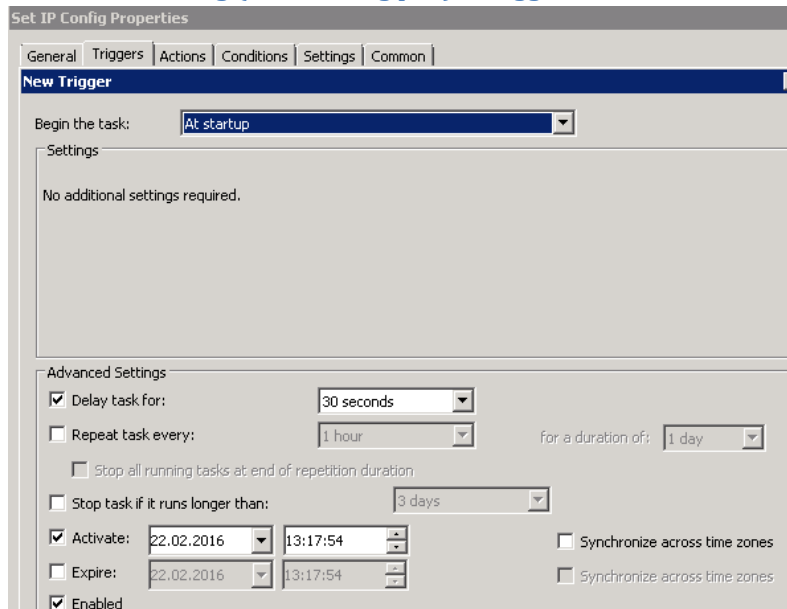 Set IP Config Properties
General Triggers Actions Conditions Settings Common
New Trigger
Begin the task: At startup
Settings
No additional settings required.
Advanced Settings
Delay task for: 30 seconds
Repeat task every: 1 hour for a duration of: 1 day
Stop all running tasks at end of repetition duration
Stop task if it runs longer than: 3 days
Activate: 22.02.2016 13:17:54 Synchronize across time zones
Expire: 22.02.2016 13:17:54 Synchronize across time zones
Enabled